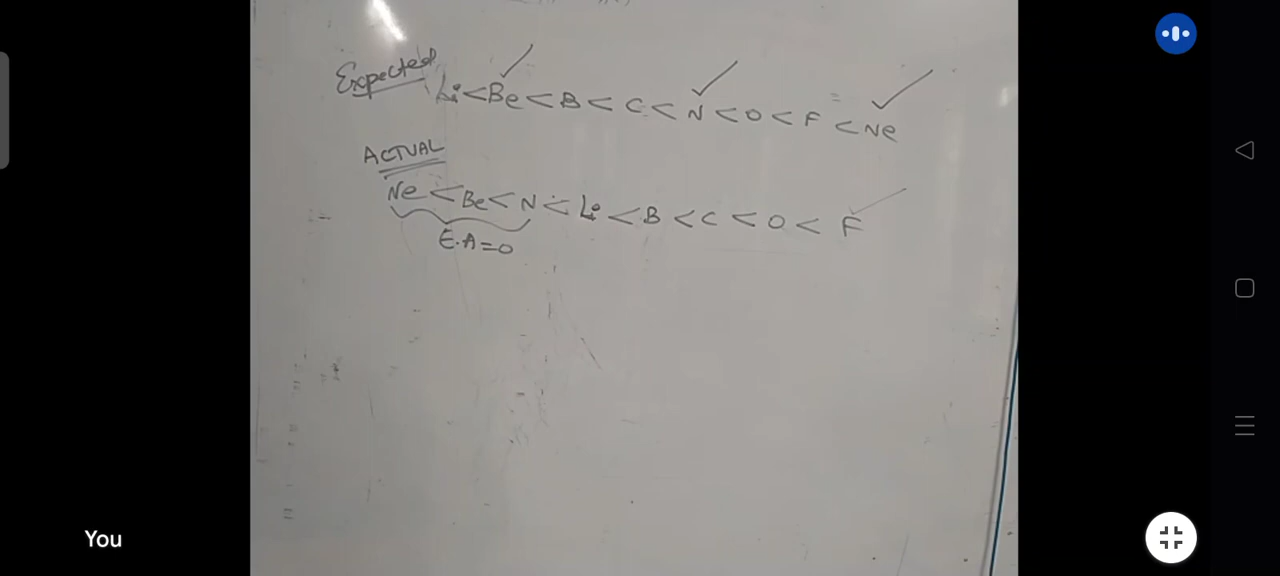 Expected Li < Be < B < C < N < O < F < Ne
ACTUAL
Ne < Be < N < Li < B < C < O < F
E.A=0
You